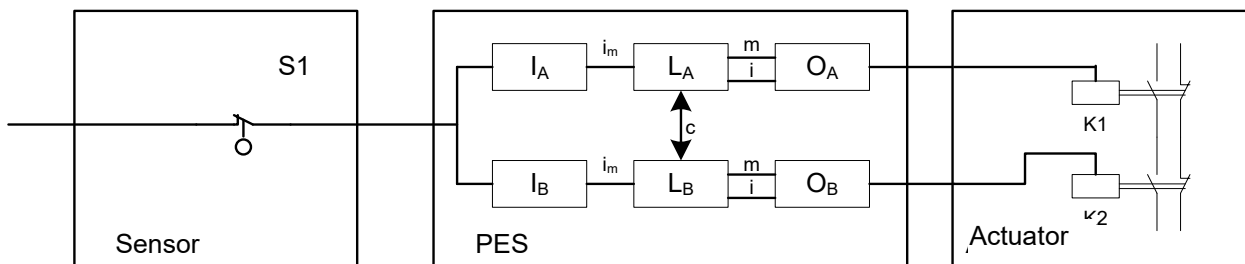 S1
Sensor
I_A
i_m
L_A
m
i
O_A
c
I_B
i_m
L_B
m
i
O_B
PES
K1
K2
Actuator